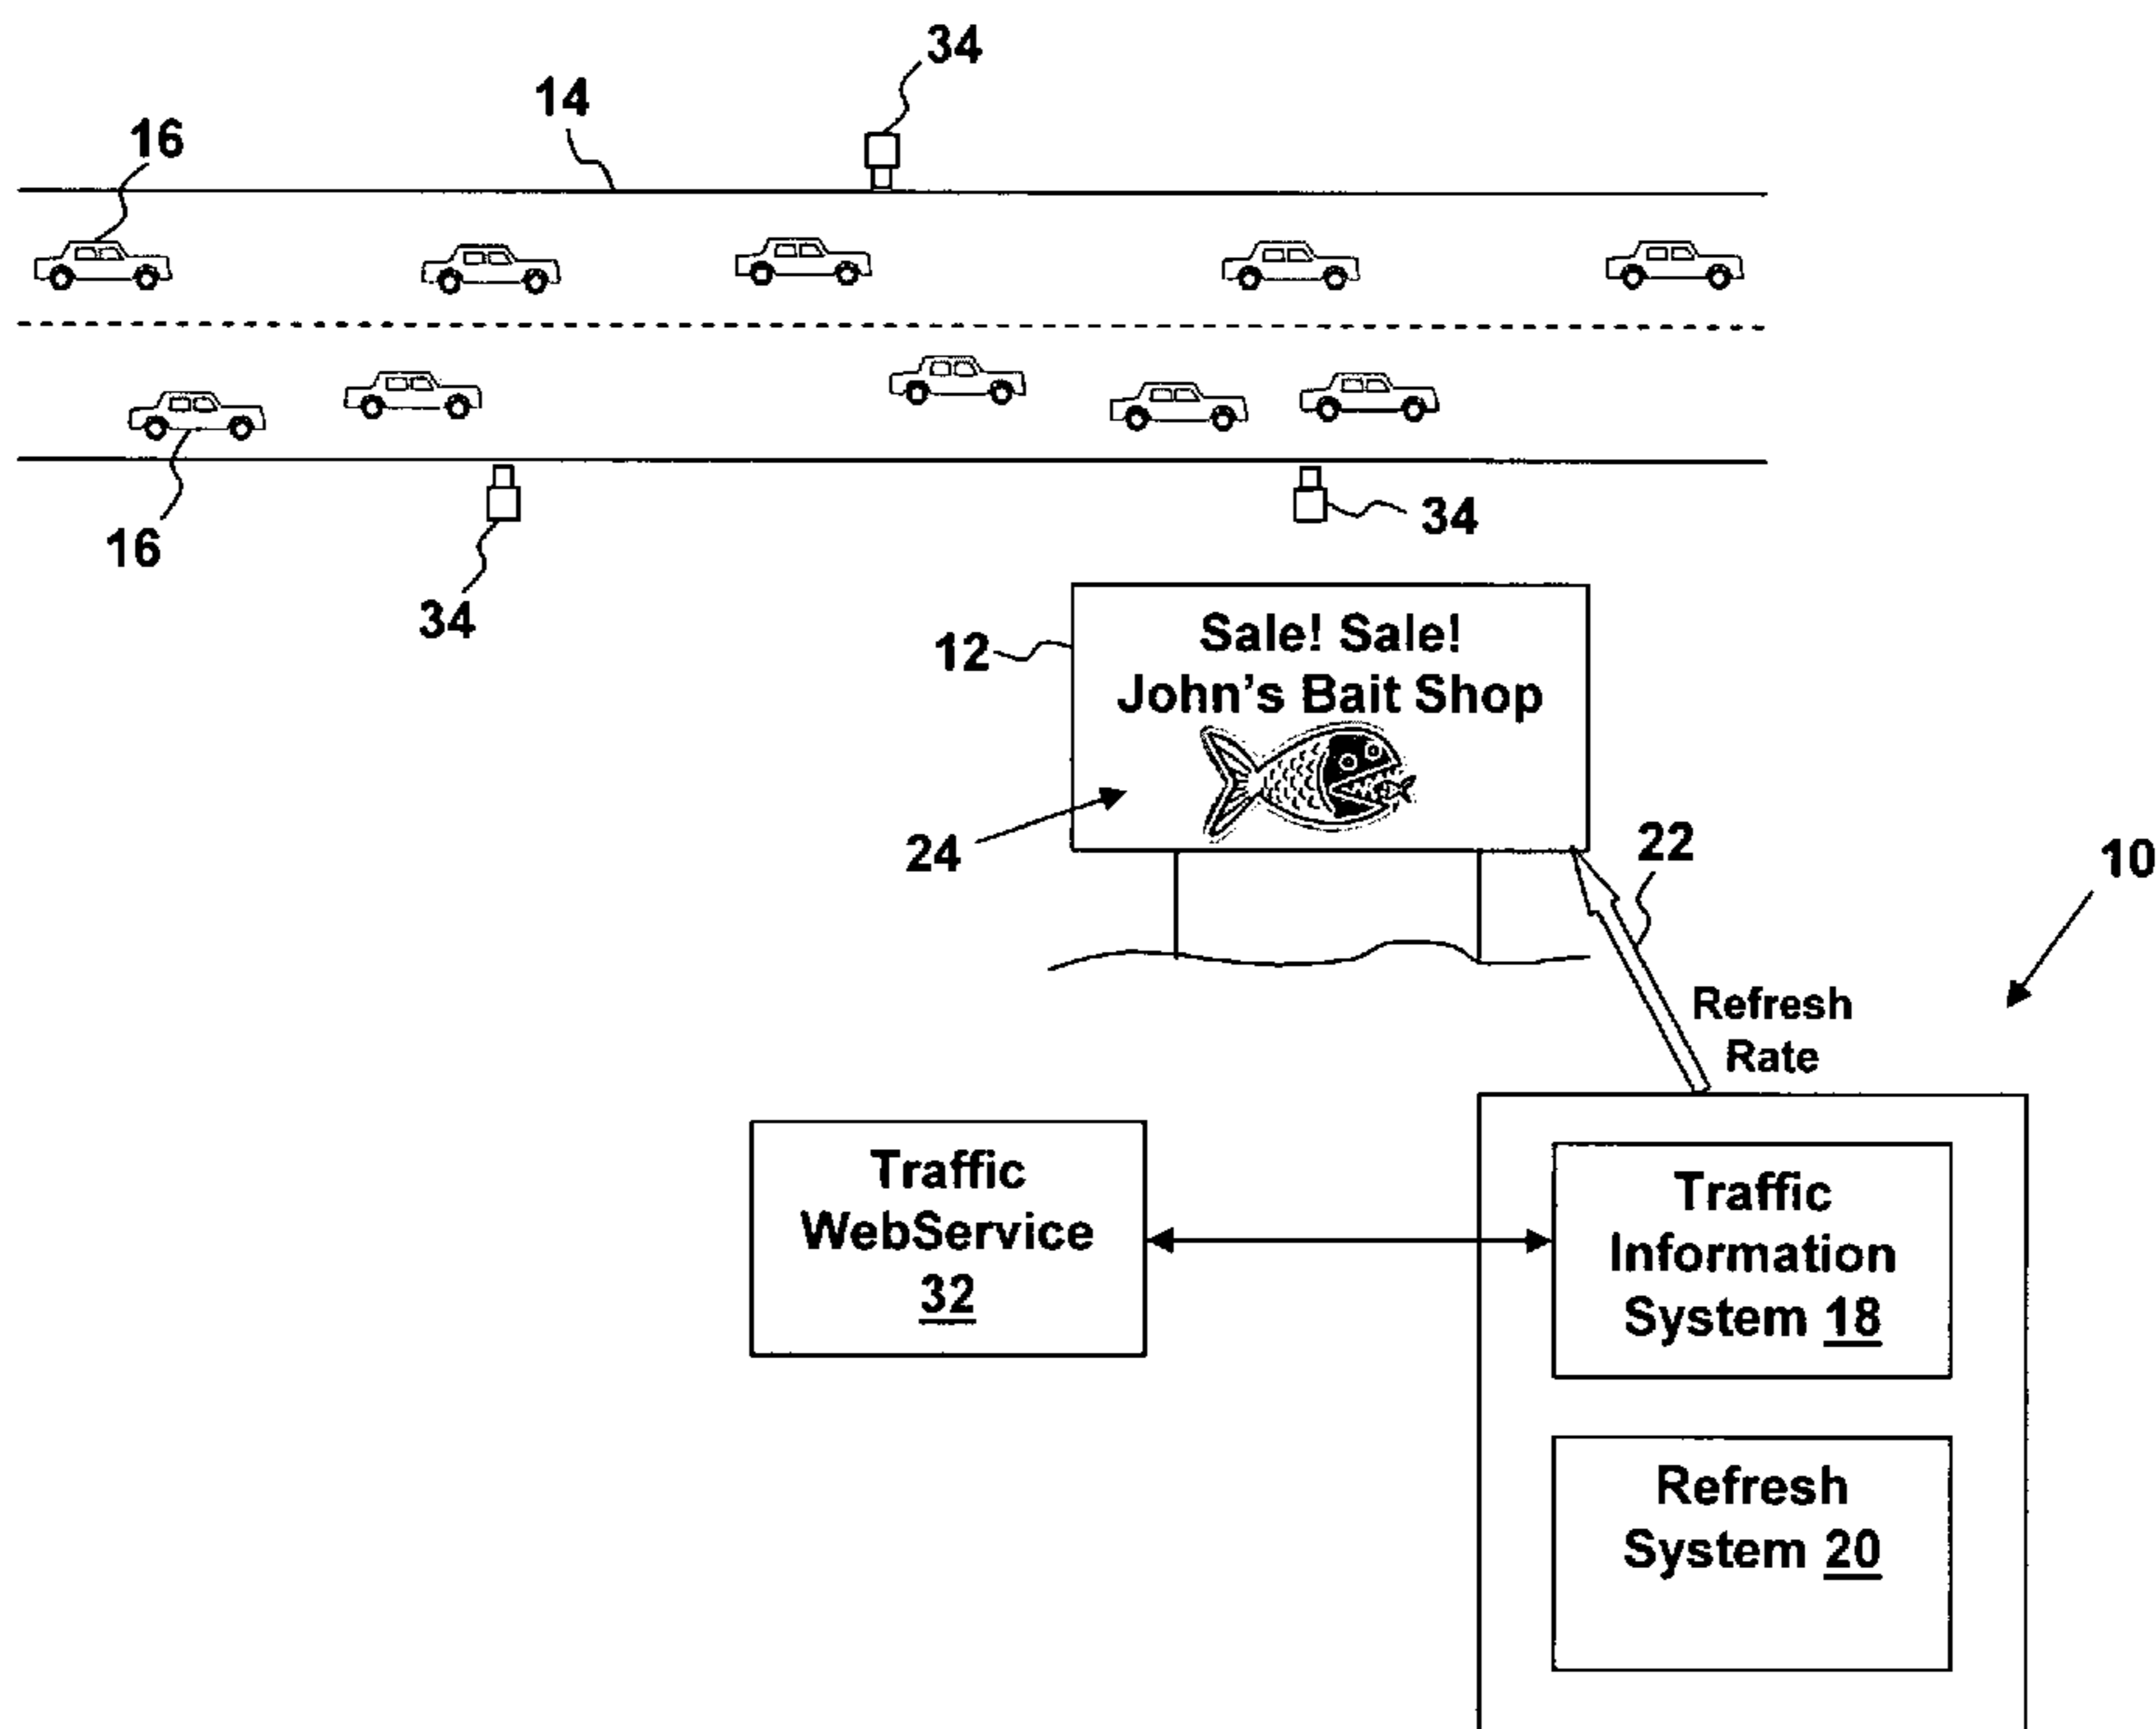 34
14
16
16
34
34
12
Sale! Sale!
John's Bait Shop
24
22
10
Refresh
Rate
Traffic
WebService
32
Traffic
Information
System 18
Refresh
System 20